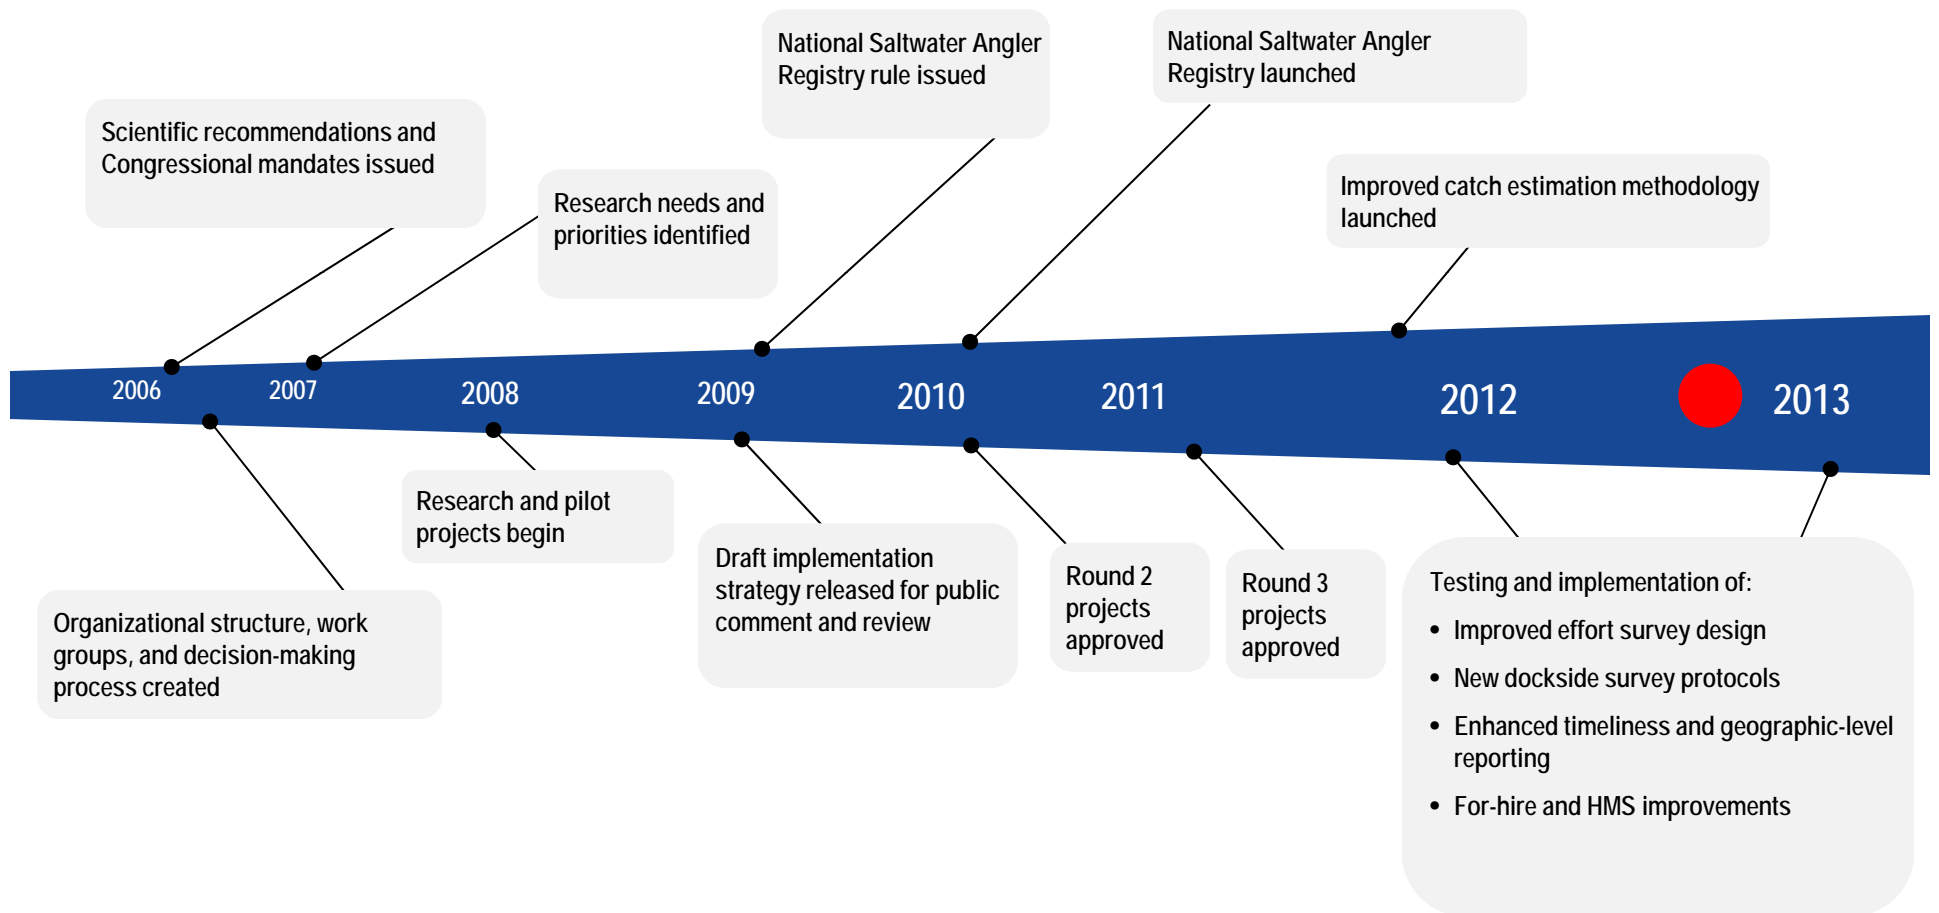 National Saltwater Angler
Registry rule issued
National Saltwater Angler
Registry launched
Scientific recommendations and
Congressional mandates issued
Research needs and
priorities identified
Improved catch estimation methodology
launched
2006
2007
2008
2009
2010
2011
2012
2013
Organizational structure, work
groups, and decision-making
process created
Research and pilot
projects begin
Draft implementation
strategy released for public
comment and review
Round 2
projects
approved
Round 3
projects
approved
Testing and implementation of:
• Improved effort survey design
• New dockside survey protocols
• Enhanced timeliness and geographic-level
reporting
• For-hire and HMS improvements